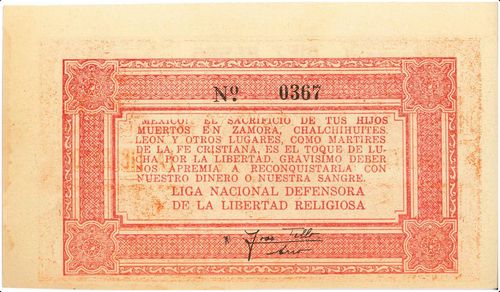 Nº. 0367
MEXICO: EL SACRIFICIO DE TUS HIJOS
MUERTOS EN ZAMORA, CHALCHIHUITES,
LEON Y OTROS LUGARES, COMO MARTIRES
DE LA FE CRISTIANA, ES EL TOQUE DE LU-
CHA POR LA LIBERTAD. GRAVISIMO DEBER
NOS APREMIA A RECONQUISTARLA CON
NUESTRO DINERO O NUESTRA SANGRE.
LIGA NACIONAL DEFENSORA
DE LA LIBERTAD RELIGIOSA
Tello